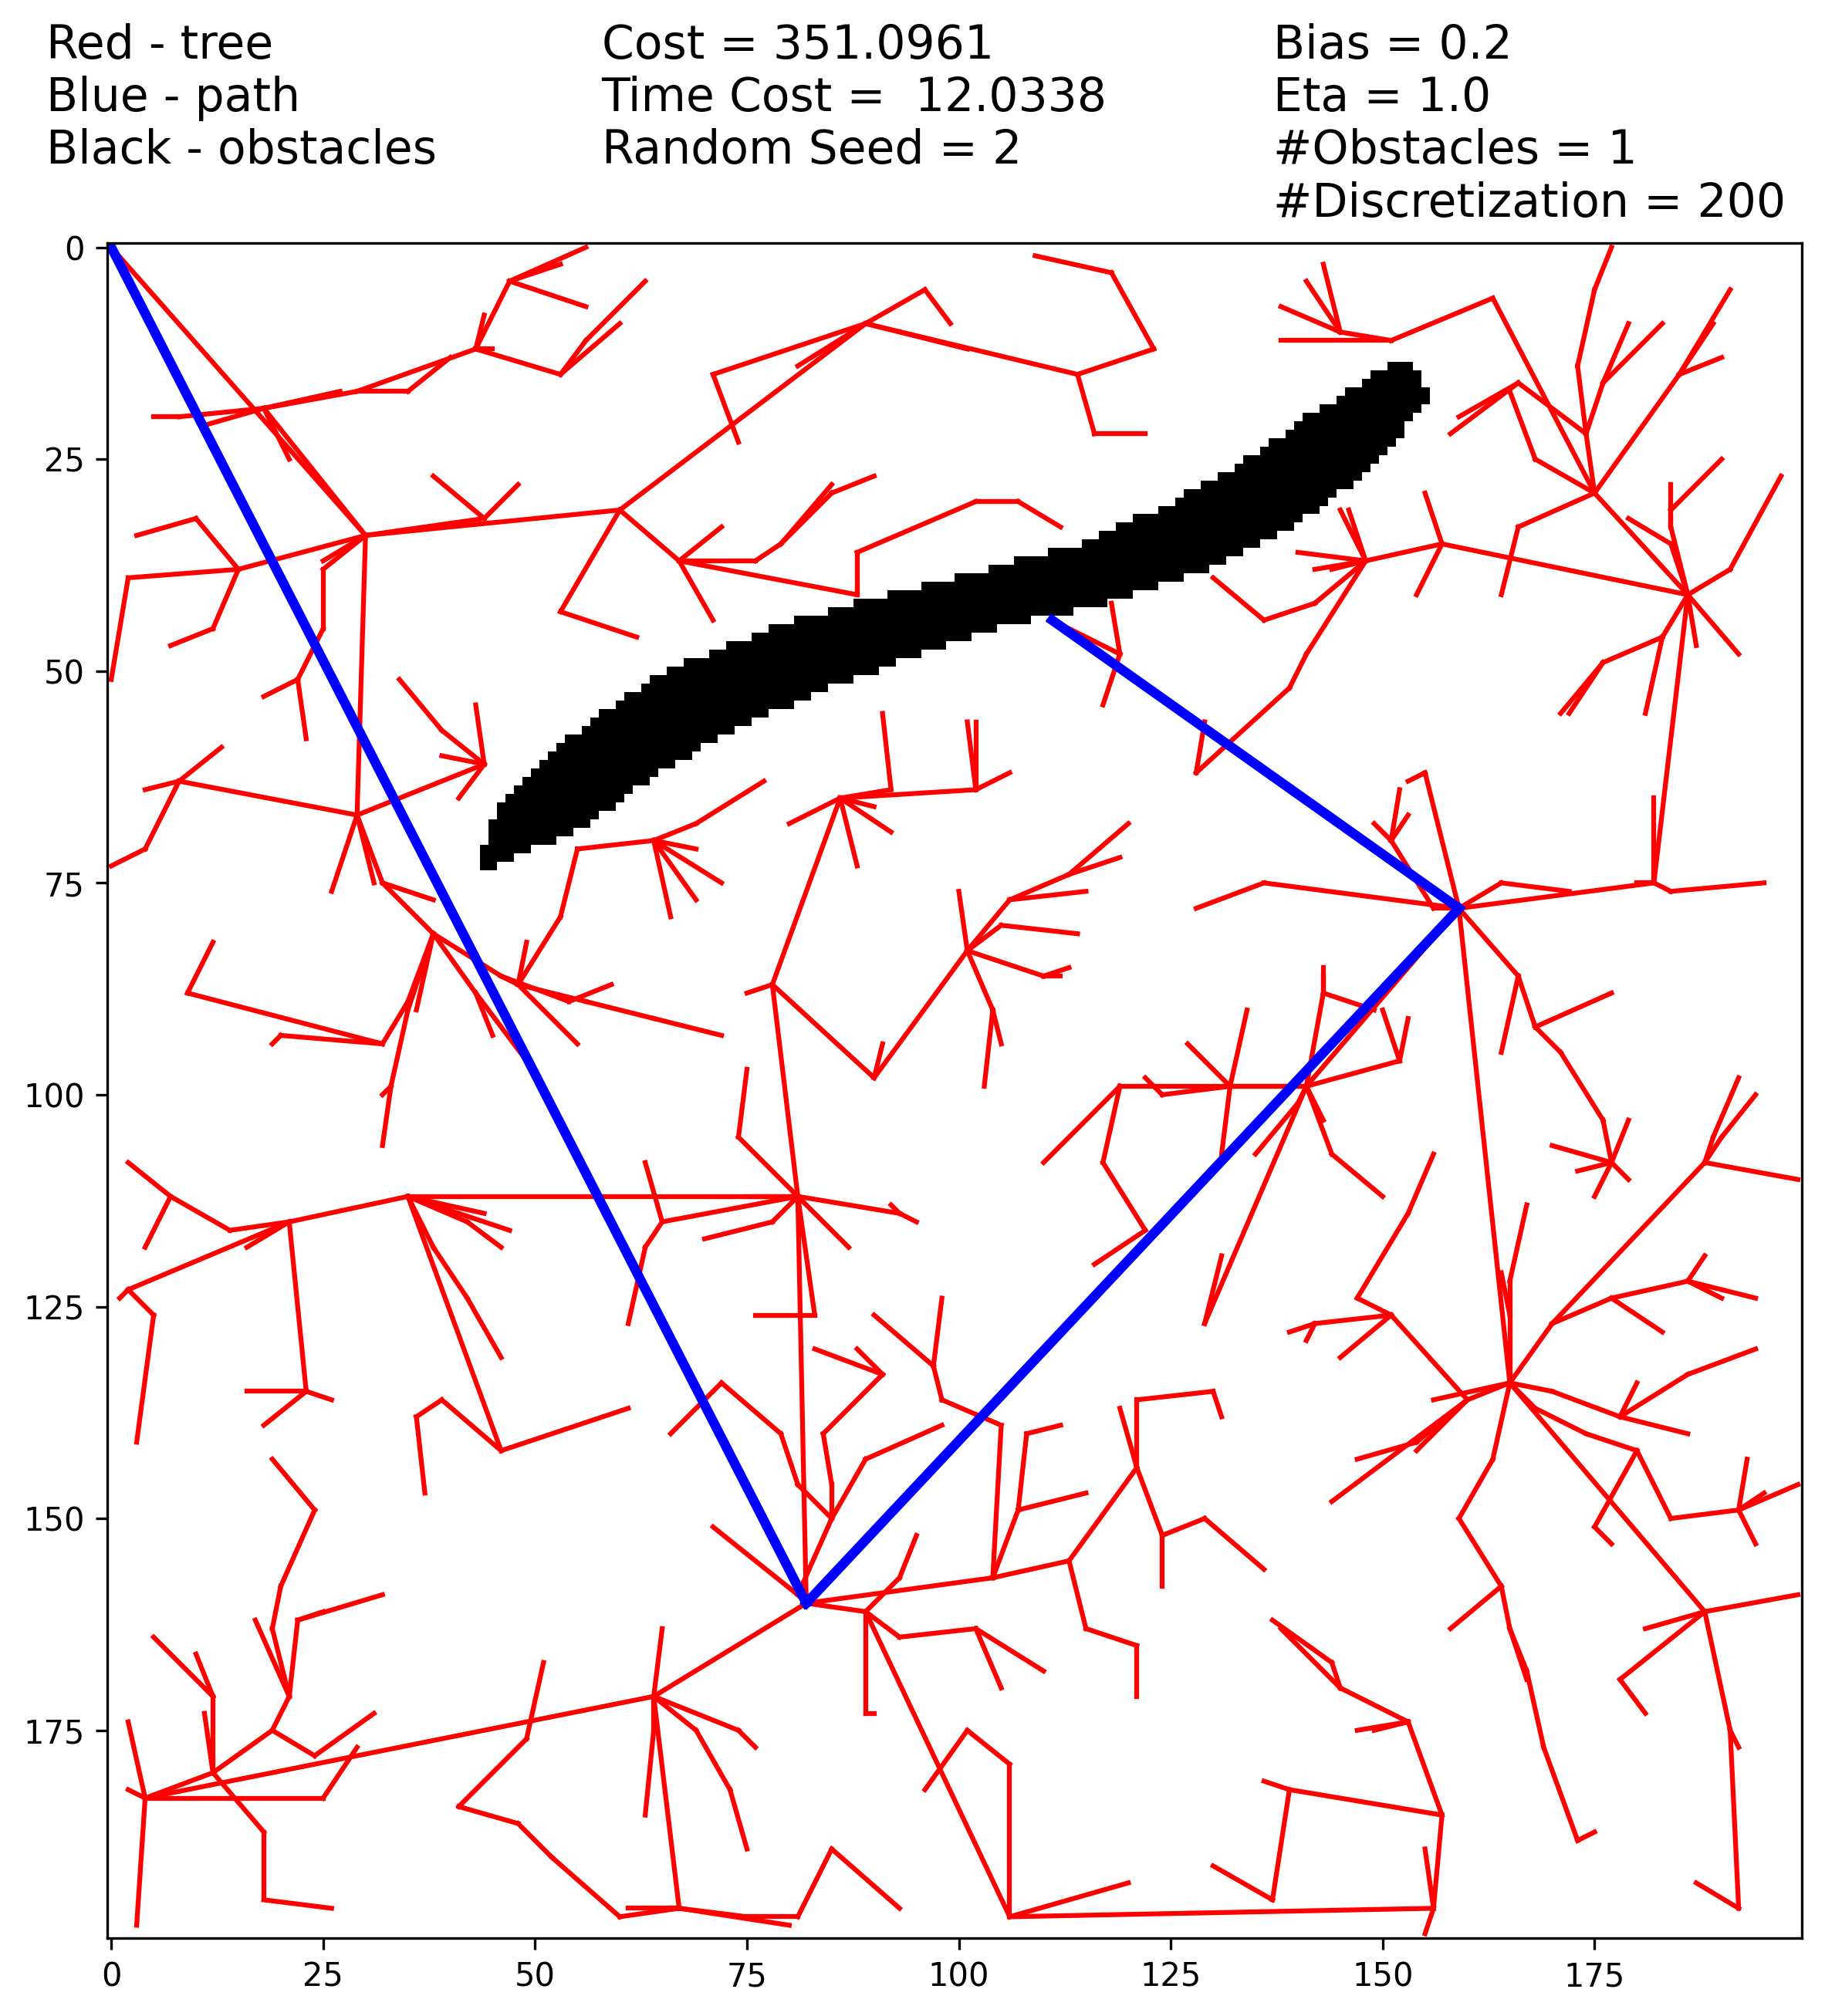 Red - tree
Blue - path
Black - obstacles
Cost = 351.0961
Time Cost =  12.0338
Random Seed = 2
Bias = 0.2
Eta = 1.0
#Obstacles = 1
#Discretization = 200
0
25
50
75
100
125
150
175
0 25 50 75 100 125 150 175